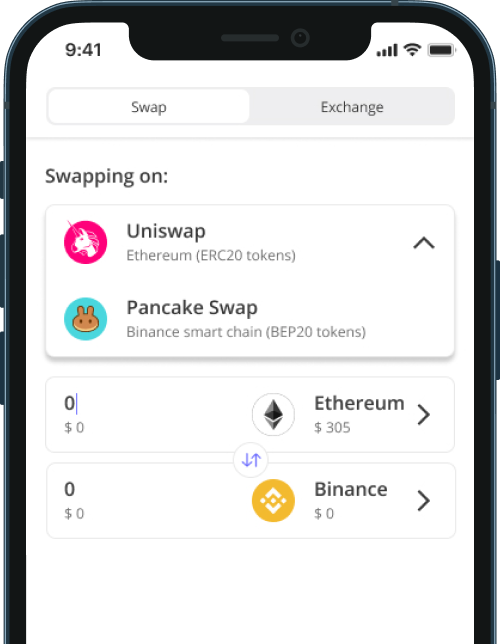 9:41
Swap
Exchange
Swapping on:
Uniswap
Ethereum (ERC20 tokens)
Pancake Swap
Binance smart chain (BEP20 tokens)
0
Ethereum
$ 0
$ 305
0
Binance
$ 0
$ 0